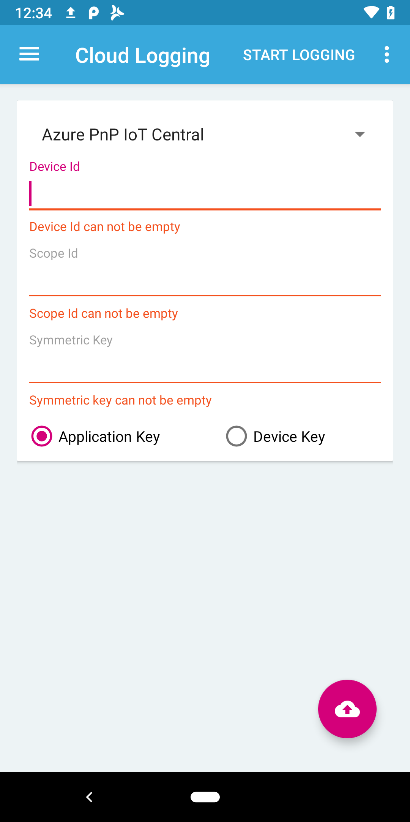 12:34
Cloud Logging
START LOGGING
Azure PnP IoT Central
Device Id
Device Id can not be empty
Scope Id
Scope Id can not be empty
Symmetric Key
Symmetric key can not be empty
Application Key
Device Key